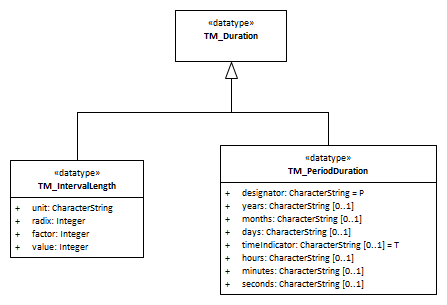 «datatype»
TM_Duration
«datatype»
TM_IntervalLength
+ unit: CharacterString
+ radix: Integer
+ factor: Integer
+ value: Integer
«datatype»
TM_PeriodDuration
+ designator: CharacterString = P
+ years: CharacterString [0..1]
+ months: CharacterString [0..1]
+ days: CharacterString [0..1]
+ timeIndicator: CharacterString [0..1] = T
+ hours: CharacterString [0..1]
+ minutes: CharacterString [0..1]
+ seconds: CharacterString [0..1]